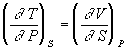 (∂T/∂P)_S = (∂V/∂S)_P